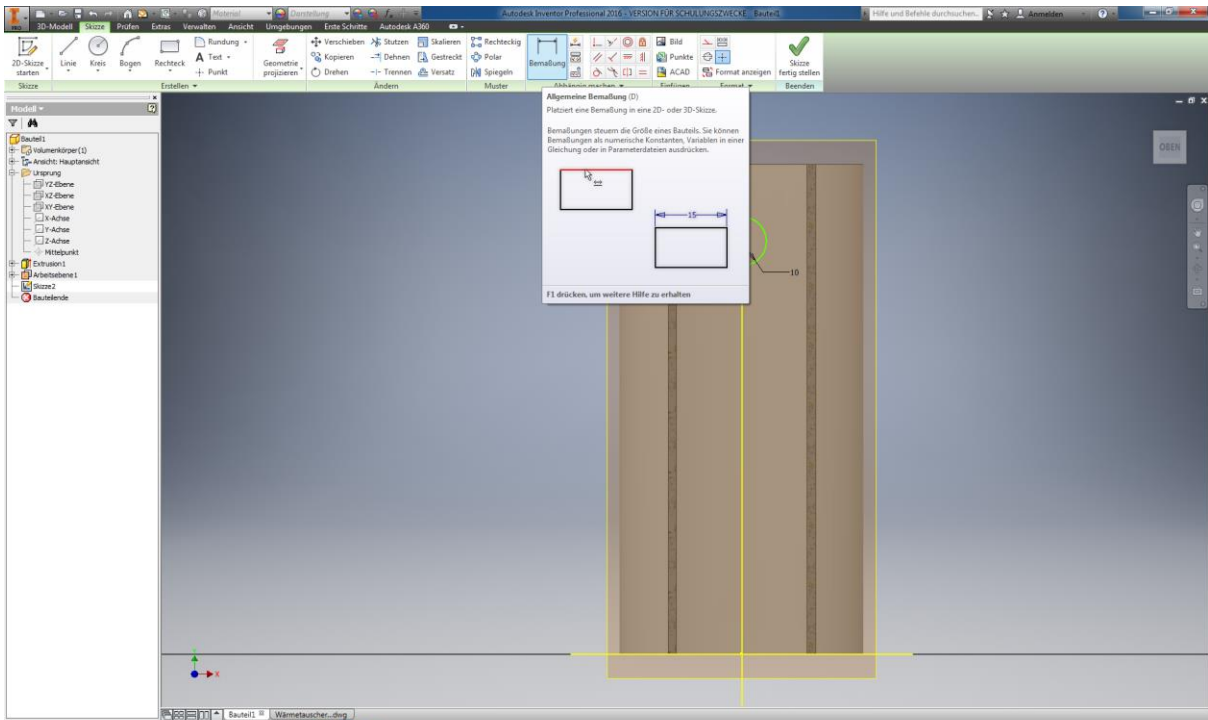 Material
Darstellung
Autodesk Inventor Professional 2016 - VERSION FÜR SCHULUNGSZWECKE Bauteil1
Hilfe und Befehle durchsuchen...
Anmelden
PRO
3D-Modell Skizze Prüfen Extras Verwalten Ansicht Umgebungen Erste Schritte Autodesk A360
2D-Skizze starten
Linie
Kreis
Bogen
Rechteck
Rundung
A Text
Punkt
Geometrie projizieren
Verschieben
Kopieren
Drehen
Stutzen
Dehnen
Trennen
Skalieren
Gestreckt
Versatz
Rechteckig
Polar
Spiegeln
Bemaßung
Bild
Punkte
ACAD
Format anzeigen
Skizze fertig stellen
Skizze
Erstellen
Ändern
Muster
Abhängig machen
Einfügen
Format
Beenden
Modell
Bauteil1
Volumenkörper(1)
Ansicht: Hauptansicht
Ursprung
YZ-Ebene
XZ-Ebene
XY-Ebene
X-Achse
Y-Achse
Z-Achse
Mittelpunkt
Extrusion1
Arbeitsebene1
Skizze2
Bauteilende
Allgemeine Bemaßung (D)
Platziert eine Bemaßung in eine 2D- oder 3D-Skizze.
Bemaßungen steuern die Größe eines Bauteils. Sie können
Bemaßungen als numerische Konstanten, Variablen in einer
Gleichung oder in Parameterdateien ausdrücken.
15
F1 drücken, um weitere Hilfe zu erhalten
10
OBEN
X
Bauteil1
Wärmetauscher...dwg